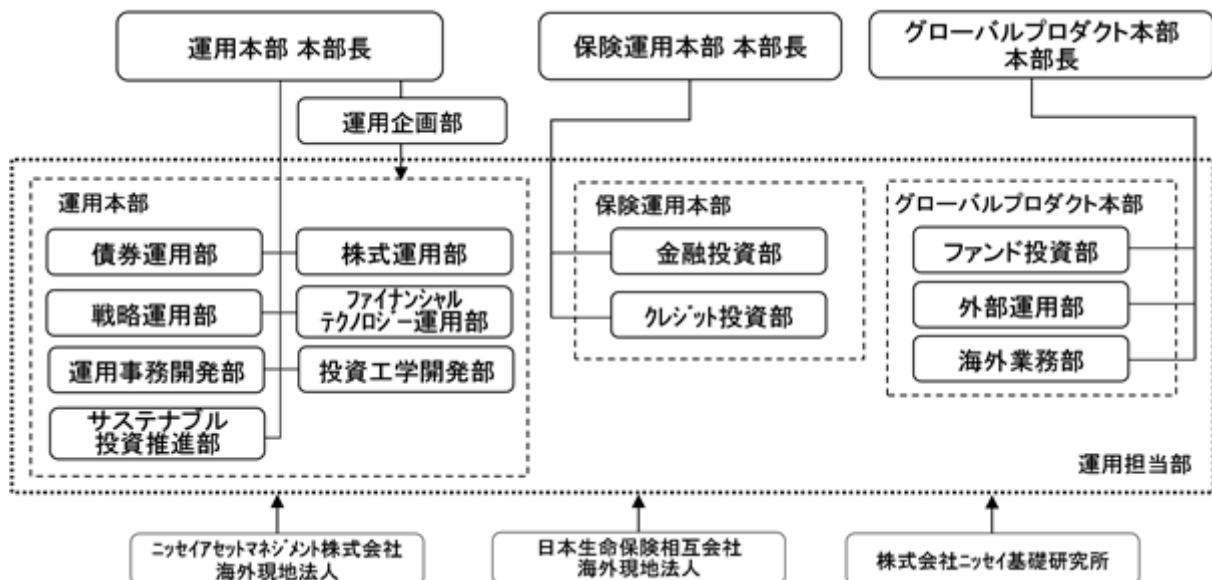 運用本部 本部長
保険運用本部 本部長
グローバルプロダクト本部
本部長
運用企画部
運用本部
債券運用部
株式運用部
戦略運用部
ファイナンシャル
テクノロジー運用部
運用事務開発部
投資工学開発部
サステナブル
投資推進部
保険運用本部
金融投資部
クレジット投資部
グローバルプロダクト本部
ファンド投資部
外部運用部
海外業務部
運用担当部
ニッセイアセットマネジメント株式会社
海外現地法人
日本生命保険相互会社
海外現地法人
株式会社ニッセイ基礎研究所